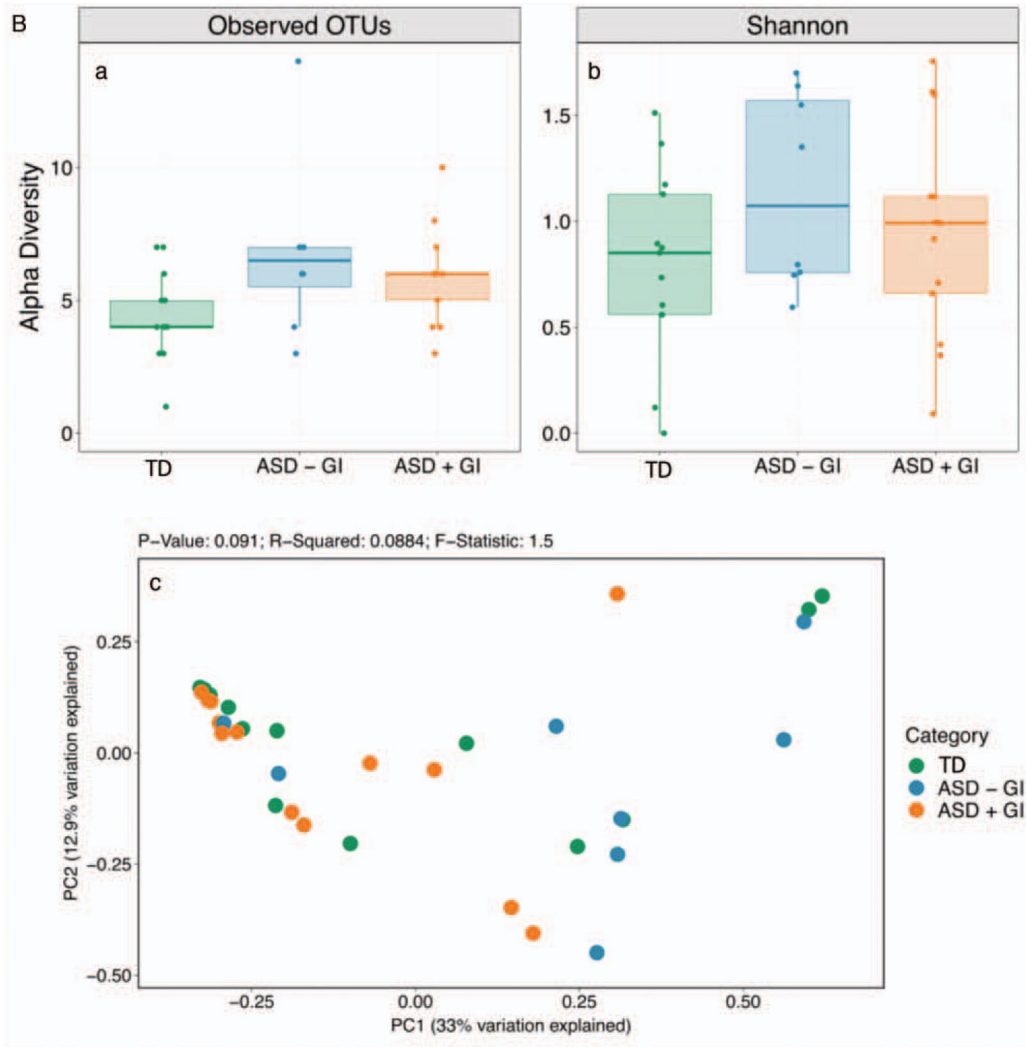 B
Observed OTUs
Shannon
a
b
Alpha Diversity
10
5
0
1.5
1.0
0.5
0.0
TD
ASD – GI
ASD + GI
TD
ASD – GI
ASD + GI
P–Value: 0.091; R–Squared: 0.0884; F–Statistic: 1.5
c
PC2 (12.9% variation explained)
0.25
0.00
−0.25
−0.50
−0.25
0.00
0.25
0.50
PC1 (33% variation explained)
Category
TD
ASD – GI
ASD + GI